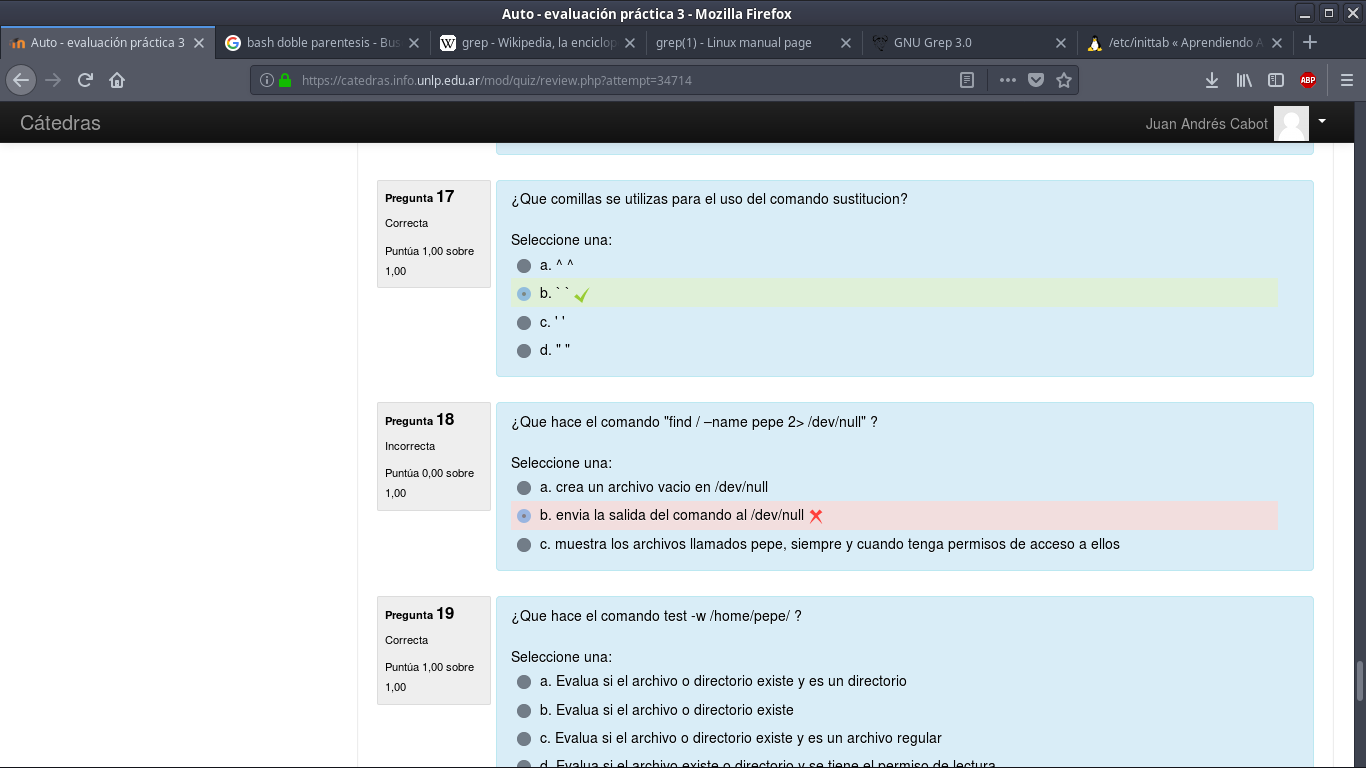 Auto - evaluación práctica 3 - Mozilla Firefox
Auto - evaluación práctica 3
bash doble parentesis - Bus
grep - Wikipedia, la enciclop
grep(1) - Linux manual page
GNU Grep 3.0
/etc/inittab « Aprendiendo A
https://catedras.info.unlp.edu.ar/mod/quiz/review.php?attempt=34714
ABP
Cátedras
Juan Andrés Cabot
Pregunta 17
Correcta
Puntúa 1,00 sobre
1,00
¿Que comillas se utilizas para el uso del comando sustitucion?
Seleccione una:
a. ^ ^
b. ` `
c. ' '
d. " "
Pregunta 18
Incorrecta
Puntúa 0,00 sobre
1,00
¿Que hace el comando "find / –name pepe 2> /dev/null" ?
Seleccione una:
a. crea un archivo vacio en /dev/null
b. envia la salida del comando al /dev/null
c. muestra los archivos llamados pepe, siempre y cuando tenga permisos de acceso a ellos
Pregunta 19
Correcta
Puntúa 1,00 sobre
1,00
¿Que hace el comando test -w /home/pepe/ ?
Seleccione una:
a. Evalua si el archivo o directorio existe y es un directorio
b. Evalua si el archivo o directorio existe
c. Evalua si el archivo o directorio existe y es un archivo regular
d. Evalua si el archivo existe o directorio y se tiene el permiso de lectura